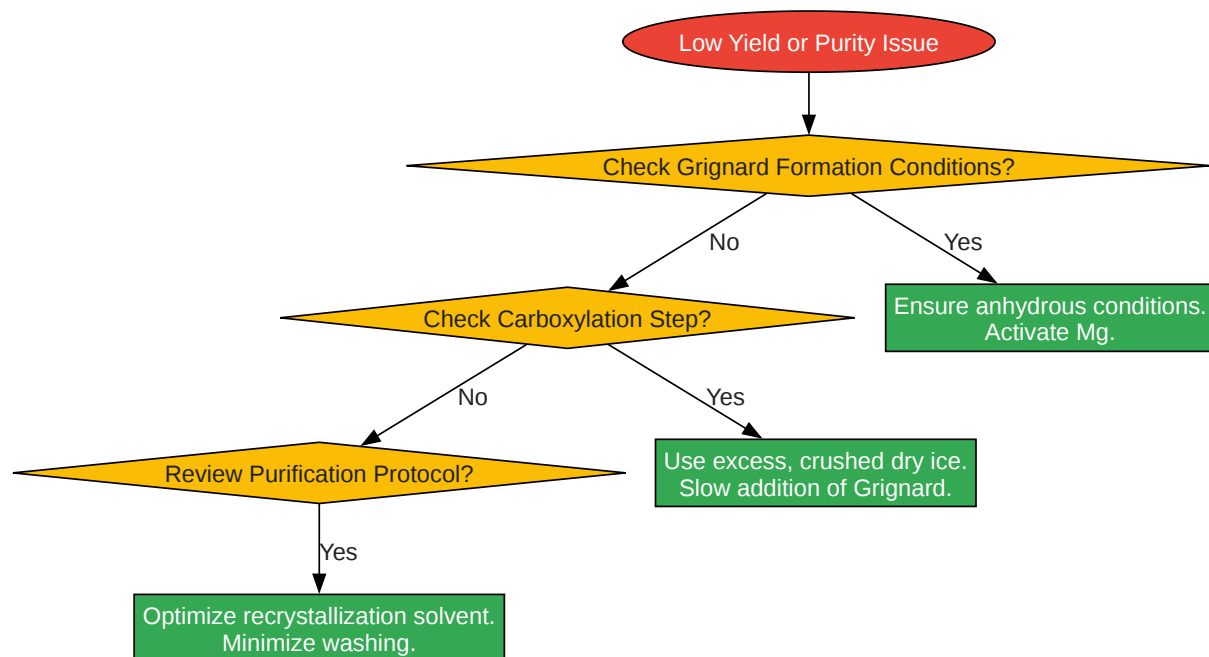 Low Yield or Purity Issue
Check Grignard Formation Conditions?
No
Yes
Ensure anhydrous conditions.
Activate Mg.
Check Carboxylation Step?
No
Yes
Use excess, crushed dry ice.
Slow addition of Grignard.
Review Purification Protocol?
Yes
Optimize recrystallization solvent.
Minimize washing.